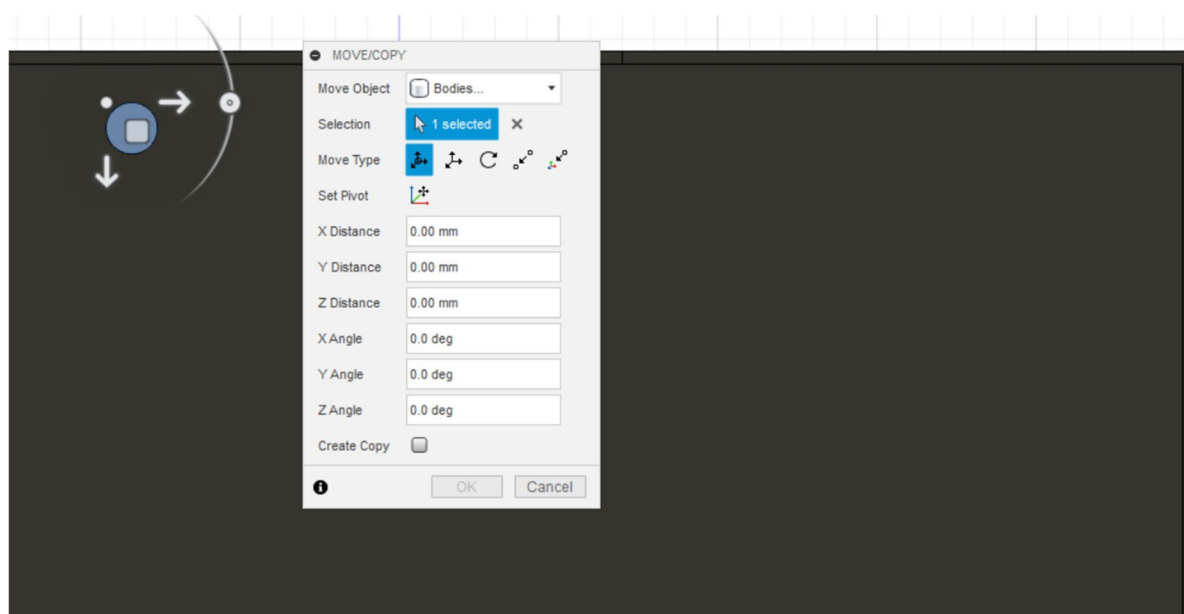 MOVE/COPY
Move Object Bodies...
Selection 1 selected
Move Type
Set Pivot
X Distance 0.00 mm
Y Distance 0.00 mm
Z Distance 0.00 mm
X Angle 0.0 deg
Y Angle 0.0 deg
Z Angle 0.0 deg
Create Copy
OK Cancel